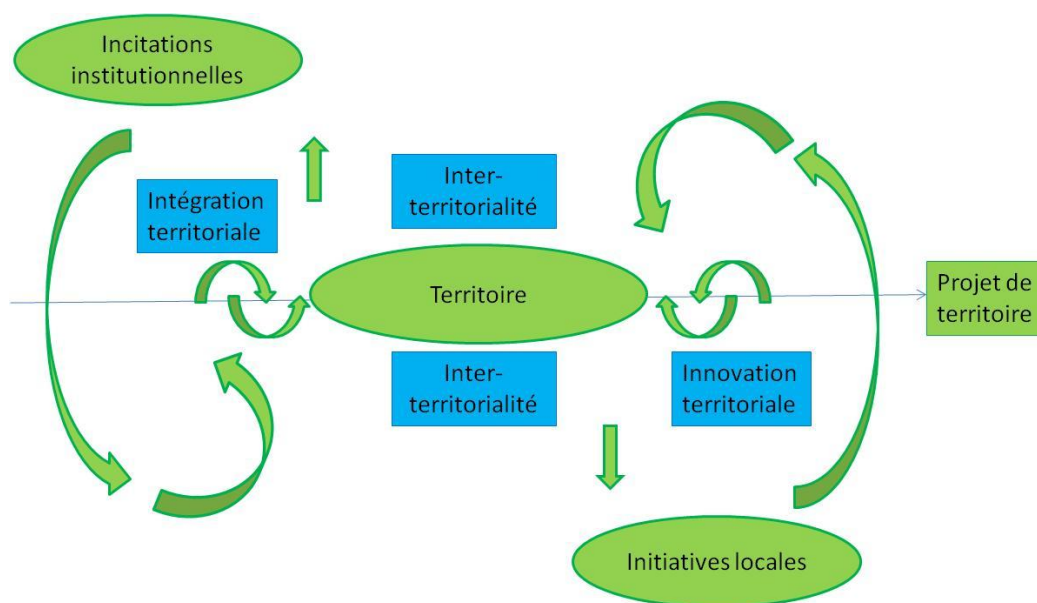 Incitations
institutionnelles
Intégration
territoriale
Inter-
territorialité
Territoire
Projet de
territoire
Inter-
territorialité
Innovation
territoriale
Initiatives locales